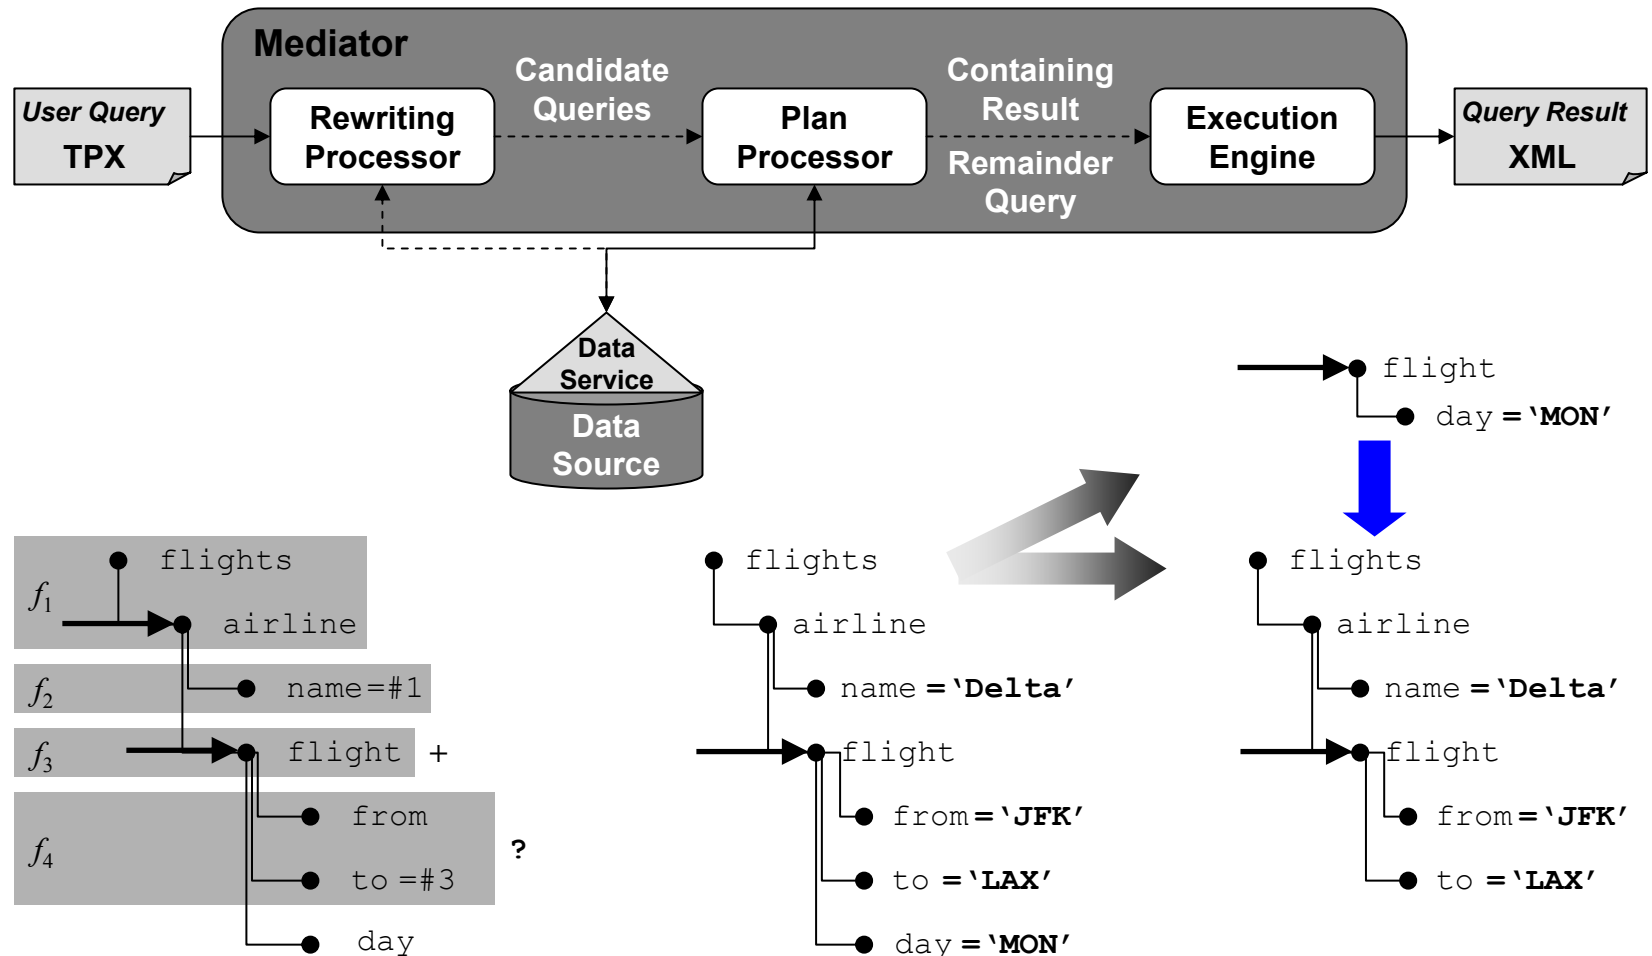 Mediator
User Query
TPX
Rewriting
Processor
Candidate
Queries
Plan
Processor
Containing
Result
Remainder
Query
Execution
Engine
Query Result
XML
Data
Service
Data
Source
flight
day =‘MON’
f1
flights
airline
f2
name=#1
f3
flight +
f4
from
to =#3
?
day
flights
airline
name =‘Delta’
flight
from=‘JFK’
to =‘LAX’
day =‘MON’
flights
airline
name =‘Delta’
flight
from=‘JFK’
to =‘LAX’